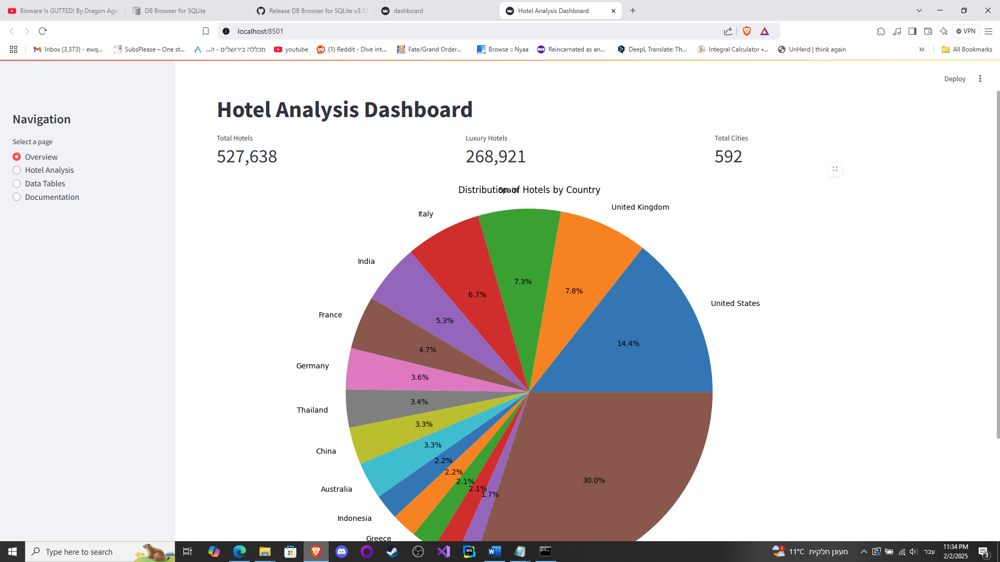 Bioware Is GUTTED! By Dragon Age
DB Browser for SQLite
Release DB Browser for SQLite v3.13
dashboard
Hotel Analysis Dashboard
localhost:8501
VPN
Inbox (3,373) - ewq...
SubsPlease – One st...
מכללה בירושלים - ה...
youtube
(1) Reddit - Dive int...
Fate/Grand Order...
Browse :: Nyaa
Reincarnated as an...
DeepL Translate: Th...
Integral Calculator •...
UnHerd | think again
All Bookmarks
Deploy
Navigation
Select a page
Overview
Hotel Analysis
Data Tables
Documentation
Hotel Analysis Dashboard
Total Hotels
527,638
Luxury Hotels
268,921
Total Cities
592
Distribution of Hotels by Country
Spain
United Kingdom
Italy
India
France
United States
Germany
Thailand
China
Australia
Indonesia
Greece
7.3%
7.8%
6.7%
5.3%
14.4%
4.7%
3.6%
3.4%
3.3%
3.3%
2.2%
2.2%
2.1%
2.1%
1.7%
30.0%
Type here to search
WS
1
11°C
מעונן חלקית
עבר
11:34 PM
2/2/2025
3